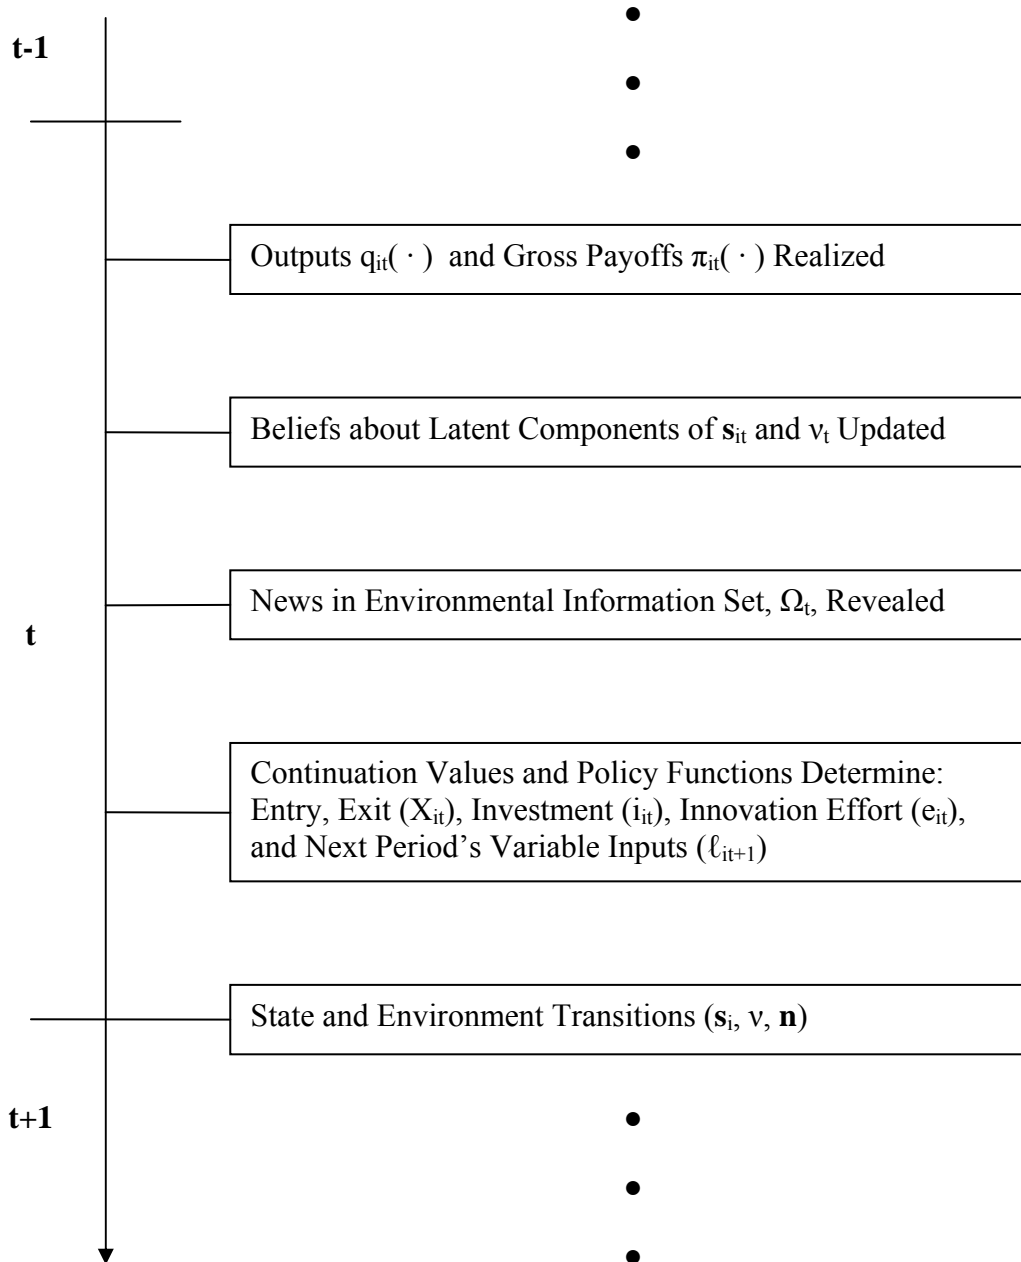 t-1
Outputs qit( · ) and Gross Payoffs πit( · ) Realized
Beliefs about Latent Components of sit and νt Updated
News in Environmental Information Set, Ωt, Revealed
t
Continuation Values and Policy Functions Determine:
Entry, Exit (Xit), Investment (iit), Innovation Effort (eit),
and Next Period’s Variable Inputs (ℓit+1)
State and Environment Transitions (si, ν, n)
t+1